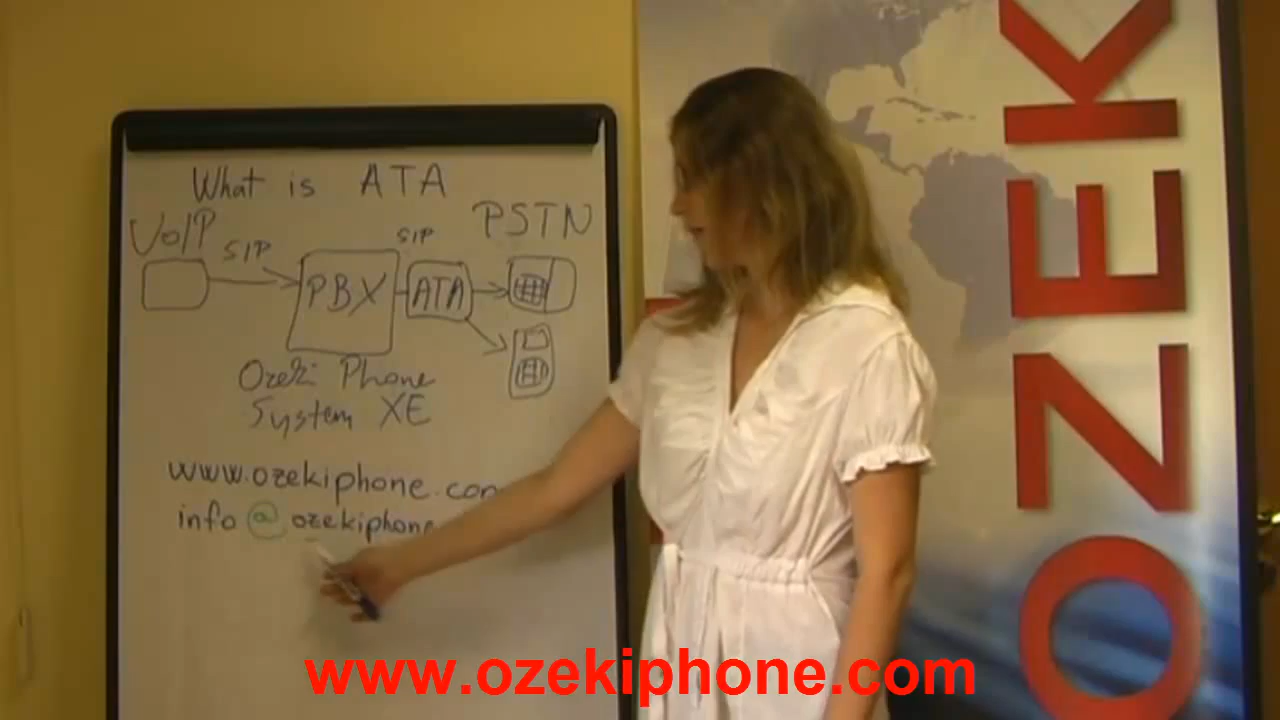 What is ATA
VoIP SIP SIP PSTN
PBX ATA
Ozeki Phone
System XE
www.ozekiphone.com
info @ ozekiphone
OZEK
www.ozekiphone.com